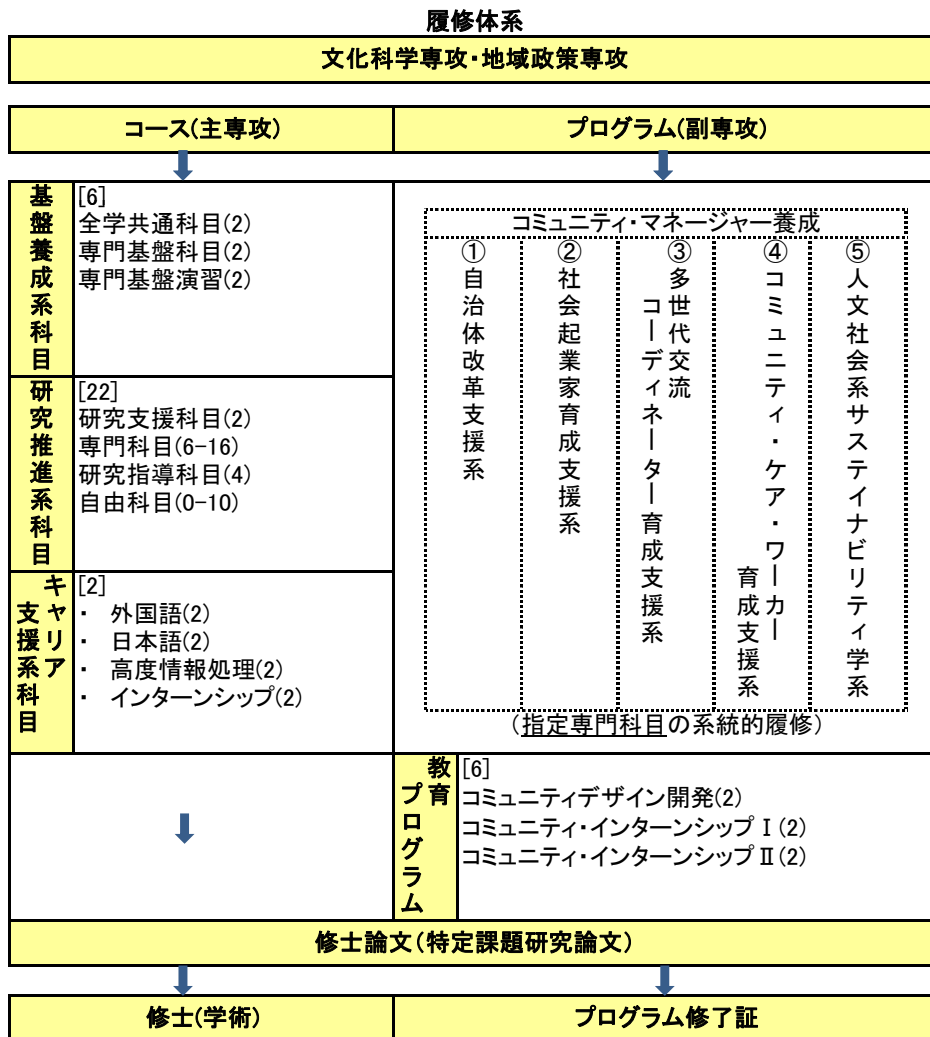 履修体系
文化科学専攻・地域政策専攻
コース(主専攻)
プログラム(副専攻)
基盤養成系科目
[6]
全学共通科目(2)
専門基盤科目(2)
専門基盤演習(2)
研究推進系科目
[22]
研究支援科目(2)
専門科目(6-16)
研究指導科目(4)
自由科目(0-10)
キャリア
支援系科目
[2]
・ 外国語(2)
・ 日本語(2)
・ 高度情報処理(2)
・ インターンシップ(2)
コミュニティ・マネージャー養成
①自治体改革支援系
②社会起業家育成支援系
③多世代交流
コーディネーター育成支援系
④コミュニティ・ケア・ワーカー
育成支援系
⑤人文社会系サステイナビリティ学系
(指定専門科目の系統的履修)
教育
プログラム
[6]
コミュニティデザイン開発(2)
コミュニティ・インターンシップⅠ(2)
コミュニティ・インターンシップⅡ(2)
修士論文(特定課題研究論文)
修士(学術)
プログラム修了証